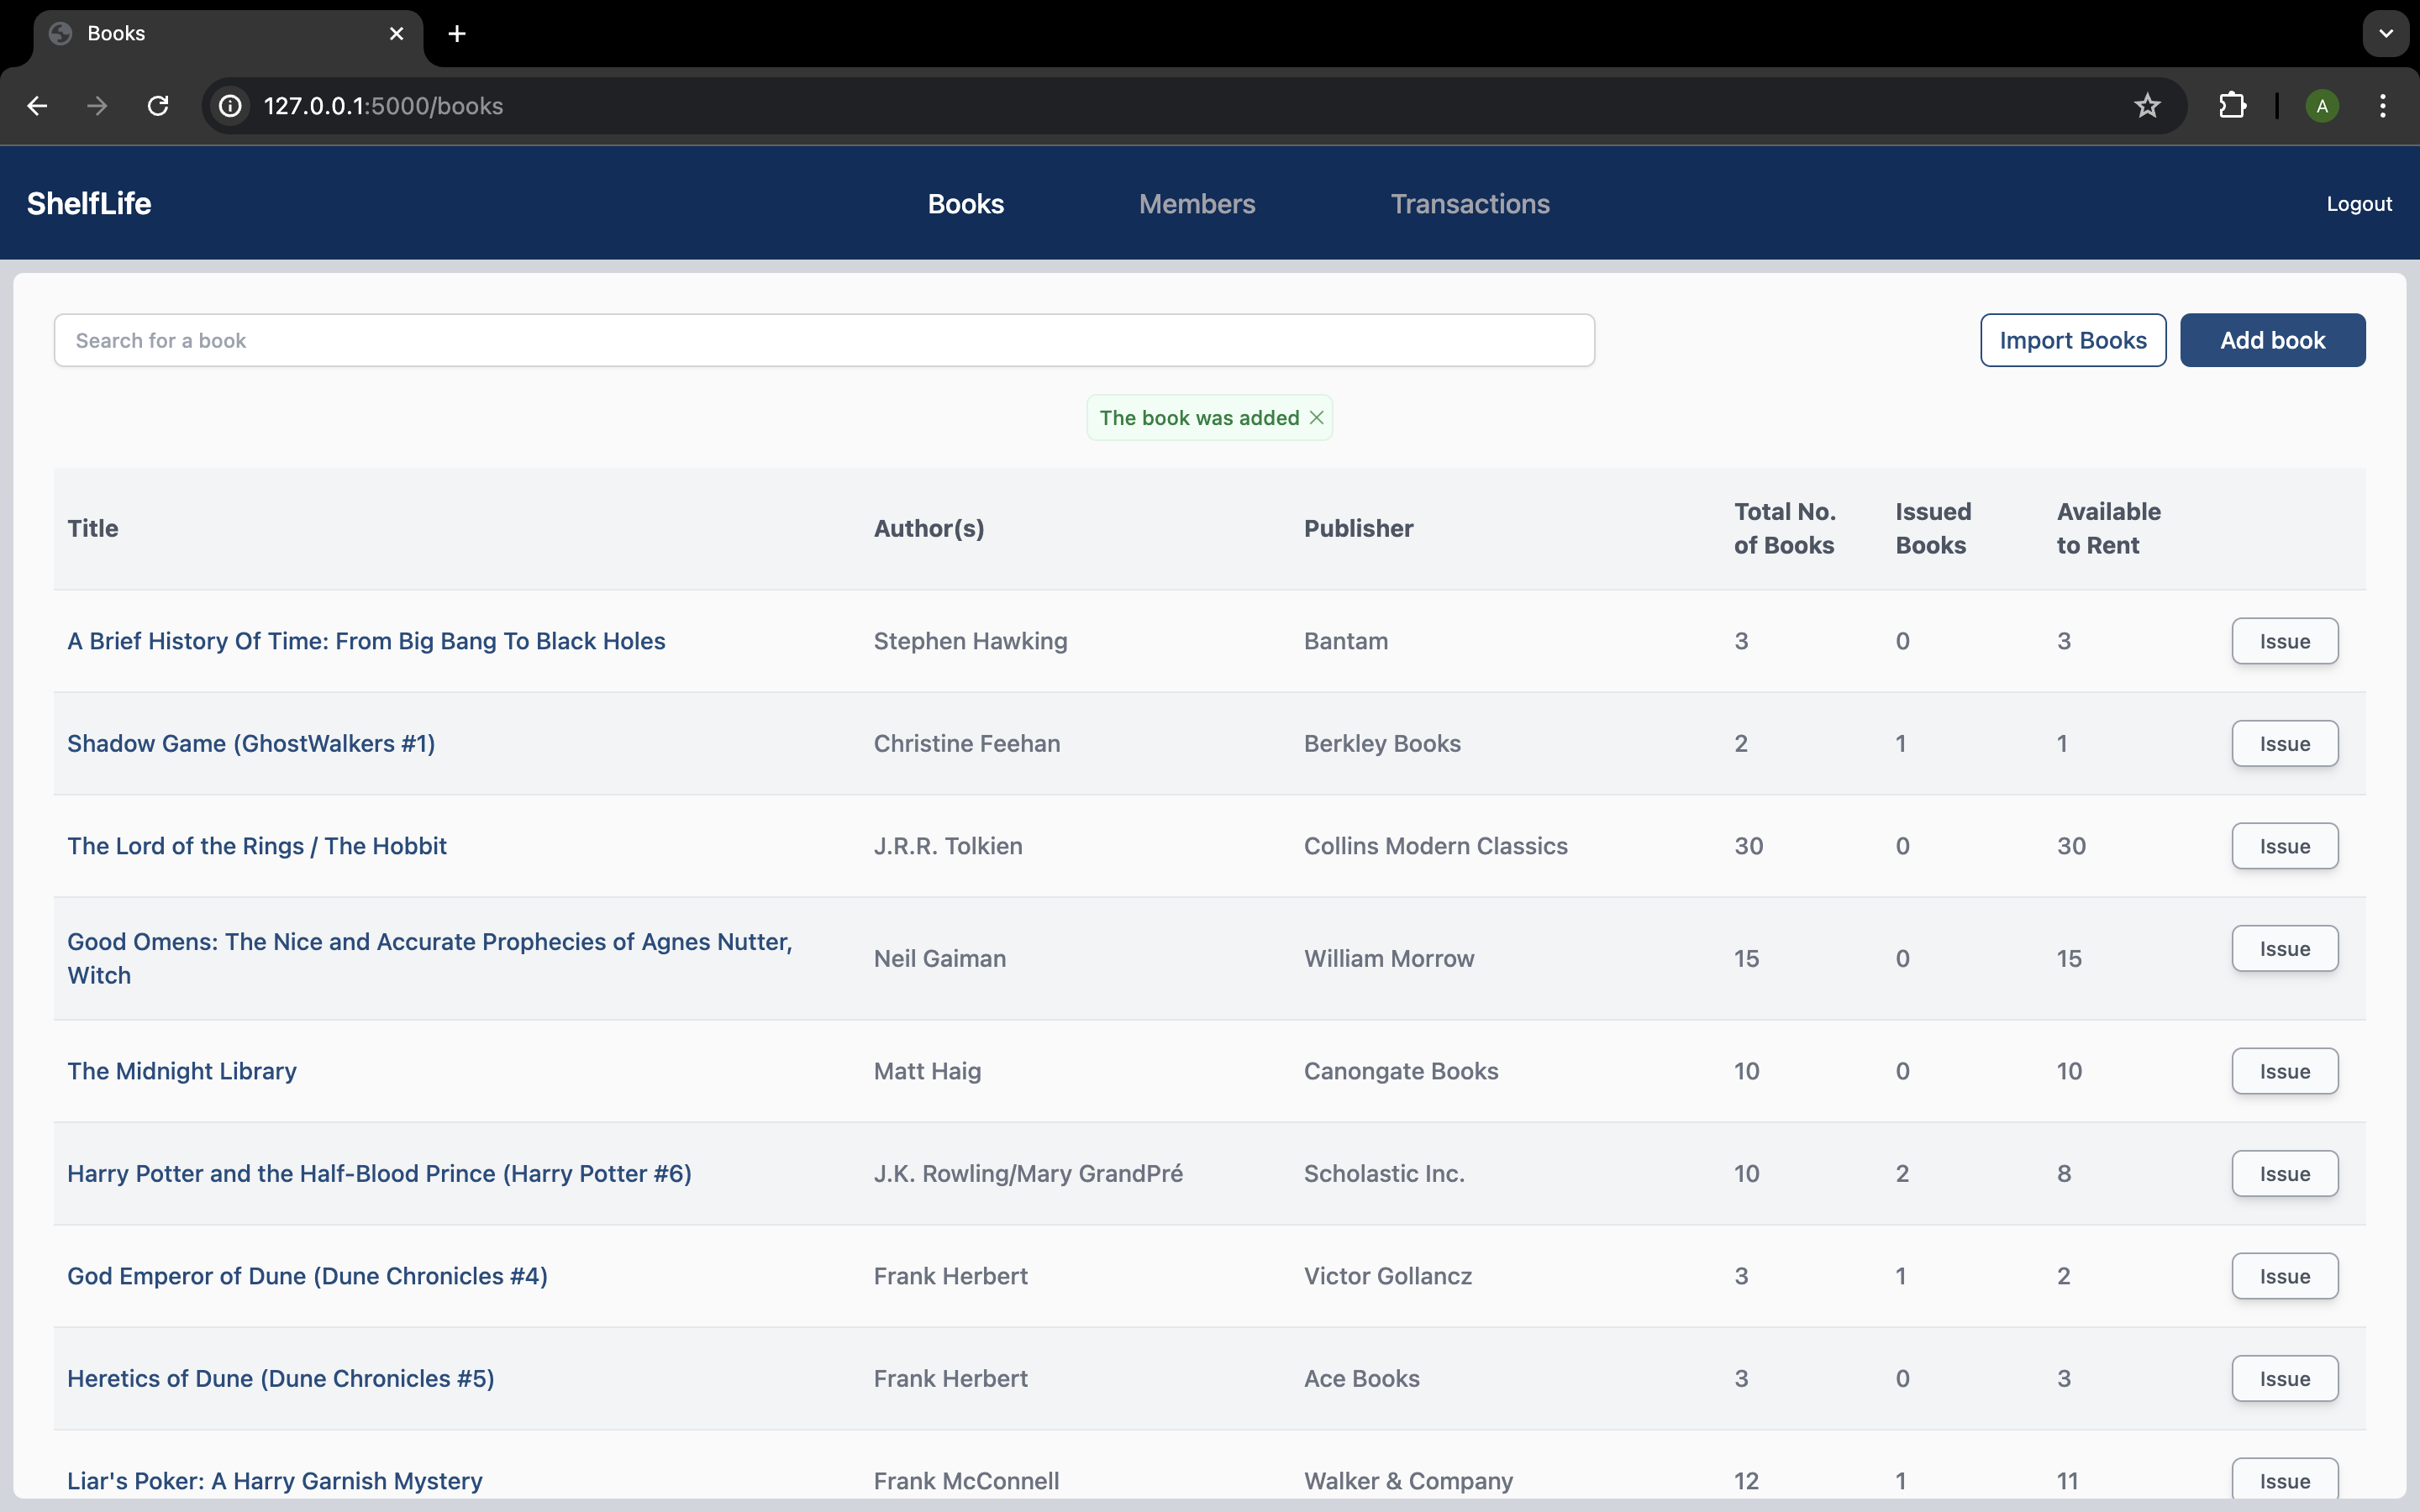 Books
127.0.0.1:5000/books
A
ShelfLife
Books
Members
Transactions
Logout
Search for a book
Import Books
Add book
The book was added
Title Author(s) Publisher Total No. of Books Issued Books Available to Rent
A Brief History Of Time: From Big Bang To Black Holes Stephen Hawking Bantam 3 0 3 Issue
Shadow Game (GhostWalkers #1) Christine Feehan Berkley Books 2 1 1 Issue
The Lord of the Rings / The Hobbit J.R.R. Tolkien Collins Modern Classics 30 0 30 Issue
Good Omens: The Nice and Accurate Prophecies of Agnes Nutter,
Witch Neil Gaiman William Morrow 15 0 15 Issue
The Midnight Library Matt Haig Canongate Books 10 0 10 Issue
Harry Potter and the Half-Blood Prince (Harry Potter #6) J.K. Rowling/Mary GrandPré Scholastic Inc. 10 2 8 Issue
God Emperor of Dune (Dune Chronicles #4) Frank Herbert Victor Gollancz 3 1 2 Issue
Heretics of Dune (Dune Chronicles #5) Frank Herbert Ace Books 3 0 3 Issue
Liar's Poker: A Harry Garnish Mystery Frank McConnell Walker & Company 12 1 11 Issue